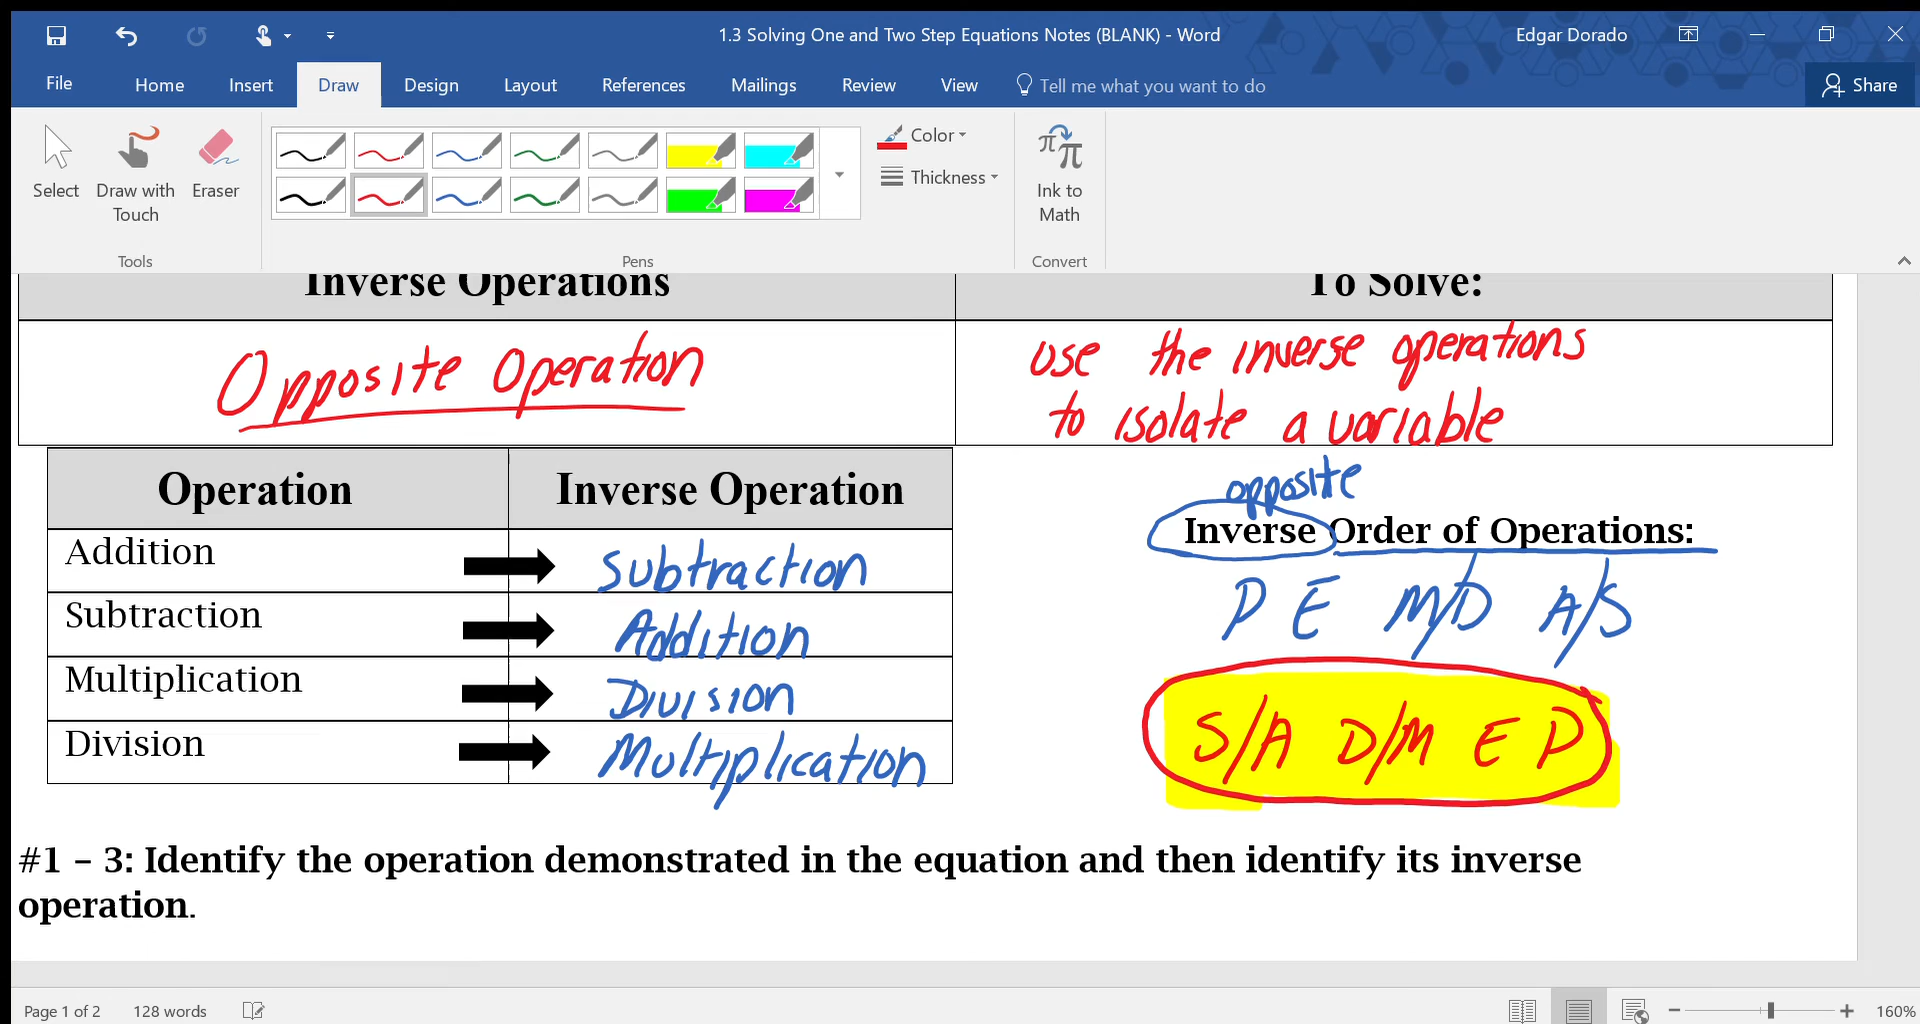 1.3 Solving One and Two Step Equations Notes (BLANK) - Word
Edgar Dorado
File Home Insert Draw Design Layout References Mailings Review View Tell me what you want to do Share
Select
Draw with Touch
Eraser
Tools
Pens
Color
Thickness
Ink to Math
Convert
Inverse Operations
To Solve:
Opposite Operation
use the inverse operations
to isolate a variable
Operation Inverse Operation
Addition Subtraction
Subtraction Addition
Multiplication Division
Division Multiplication
opposite
Inverse Order of Operations:
P E M/D A/S
S/A D/M E P
#1 – 3: Identify the operation demonstrated in the equation and then identify its inverse
operation.
Page 1 of 2 128 words 160%